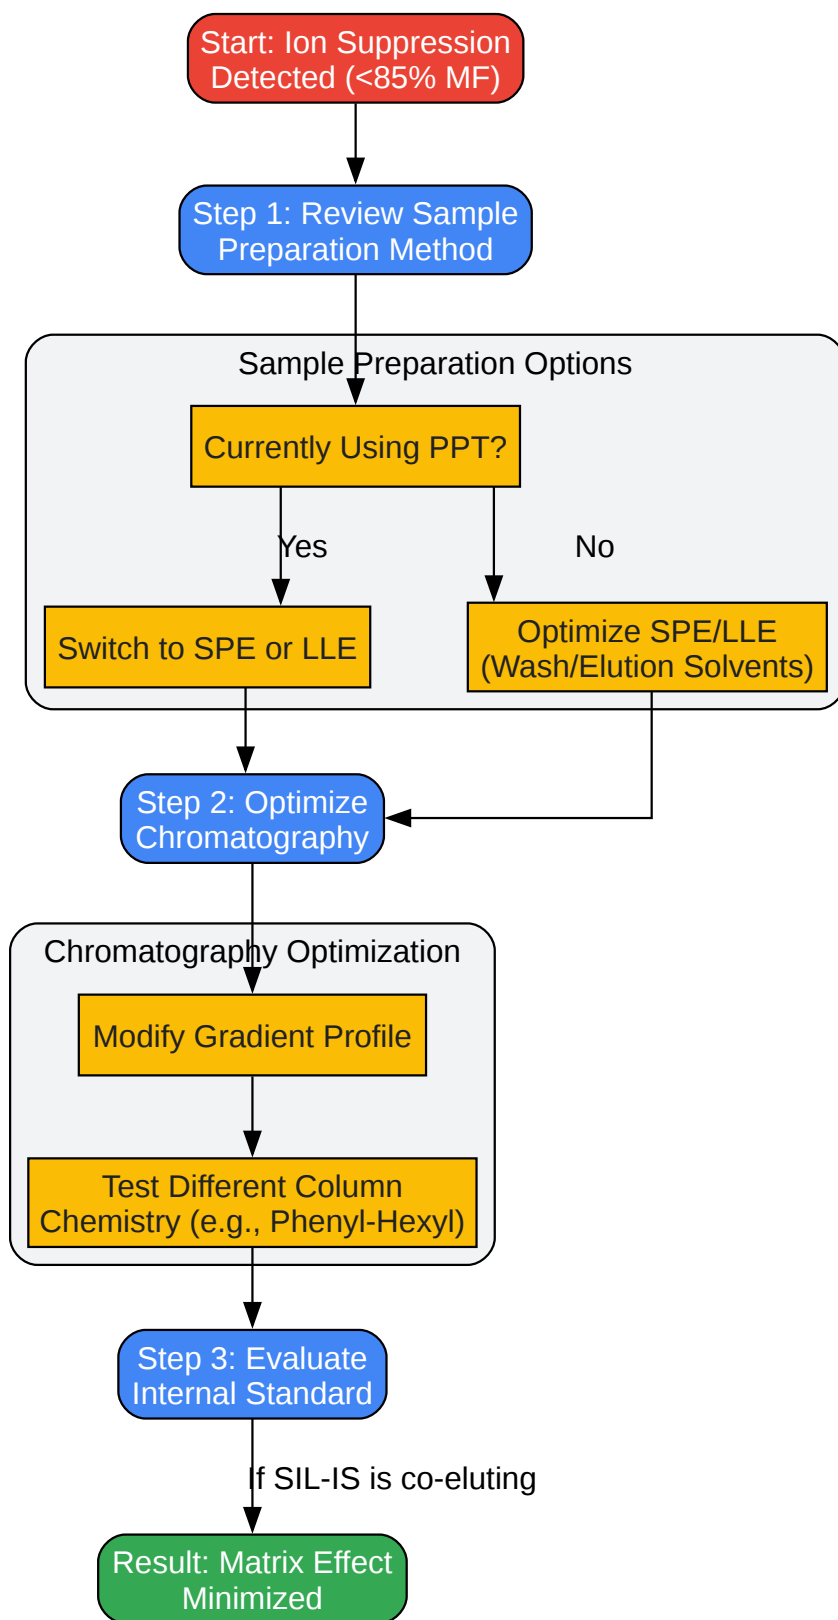 Start: Ion Suppression
Detected (<85% MF)
Step 1: Review Sample
Preparation Method
Sample Preparation Options
Currently Using PPT?
Yes
No
Switch to SPE or LLE
Optimize SPE/LLE
(Wash/Elution Solvents)
Step 2: Optimize
Chromatography
Chromatography Optimization
Modify Gradient Profile
Test Different Column
Chemistry (e.g., Phenyl-Hexyl)
Step 3: Evaluate
Internal Standard
If SIL-IS is co-eluting
Result: Matrix Effect
Minimized